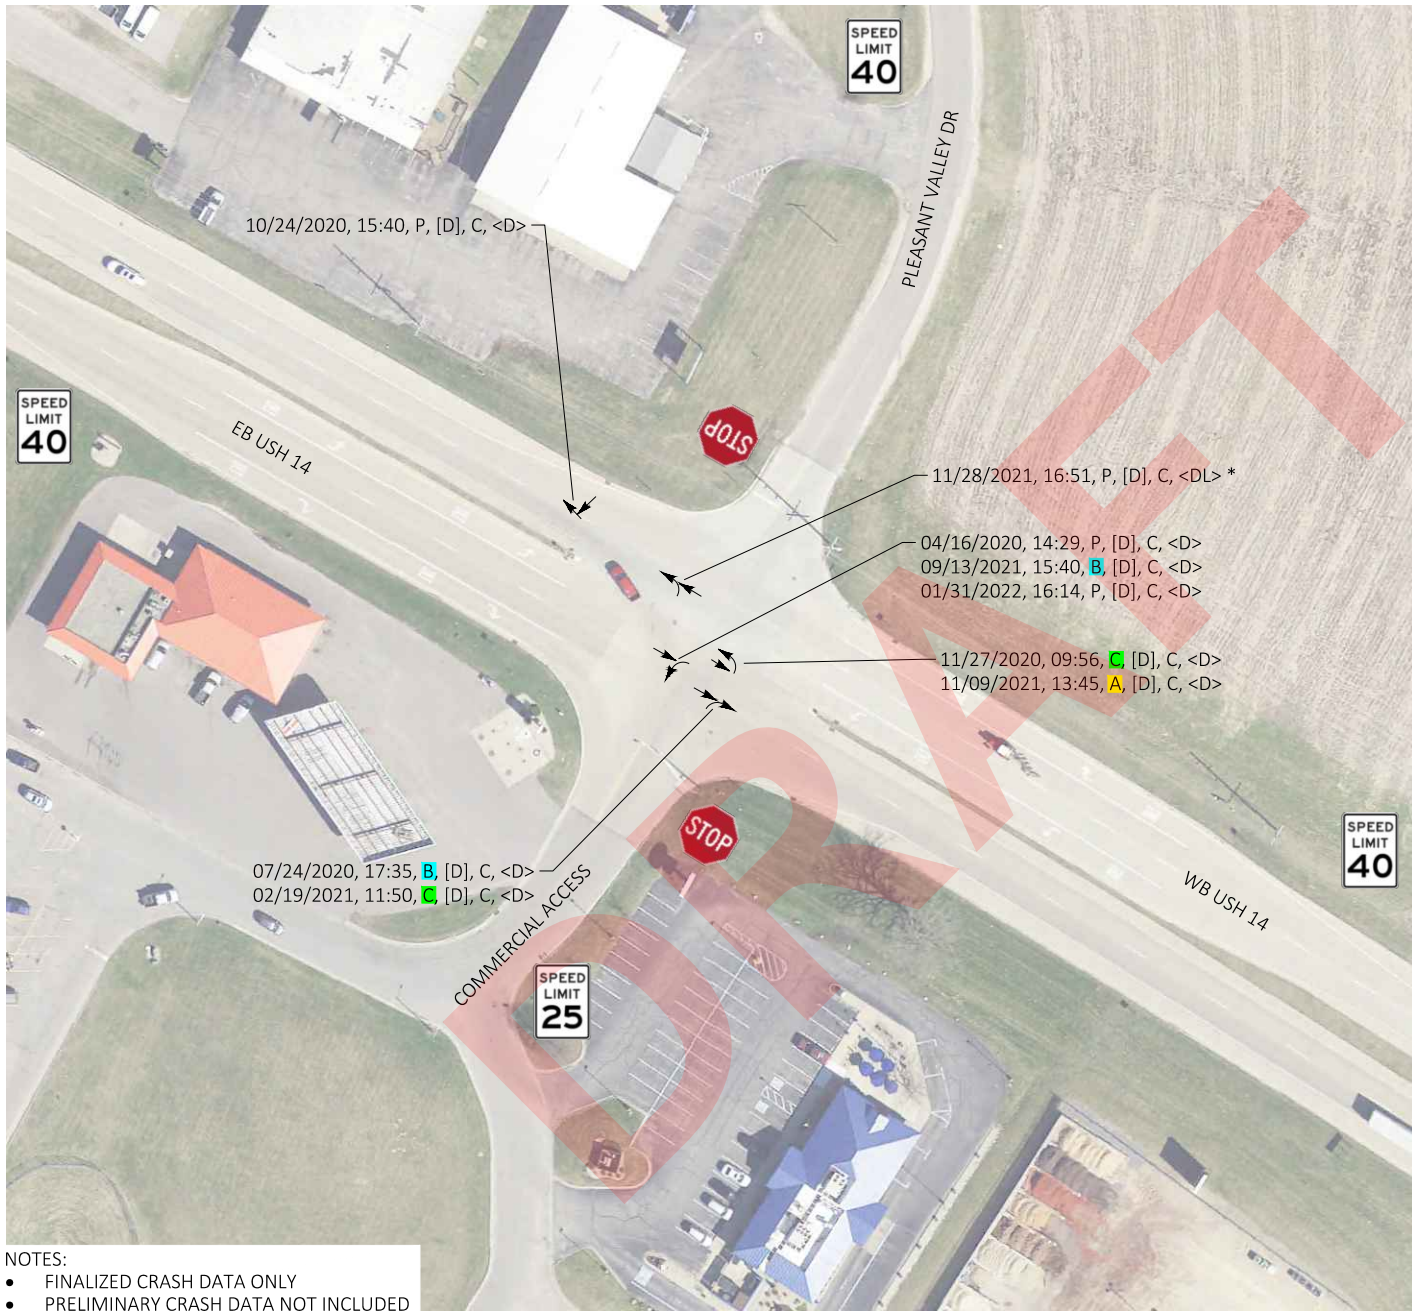 SPEED
LIMIT
40
PLEASANT VALLEY DR
10/24/2020, 15:40, P, [D], C, <D>
SPEED
LIMIT
40
EB USH 14
STOP
11/28/2021, 16:51, P, [D], C, <DL> *
04/16/2020, 14:29, P, [D], C, <D>
09/13/2021, 15:40, B, [D], C, <D>
01/31/2022, 16:14, P, [D], C, <D>
11/27/2020, 09:56, C, [D], C, <D>
11/09/2021, 13:45, A, [D], C, <D>
STOP
SPEED
LIMIT
40
07/24/2020, 17:35, B, [D], C, <D>
02/19/2021, 11:50, C, [D], C, <D>
WB USH 14
COMMERCIAL ACCESS
SPEED
LIMIT
25
DRAFT
NOTES:
• FINALIZED CRASH DATA ONLY
• PRELIMINARY CRASH DATA NOT INCLUDED